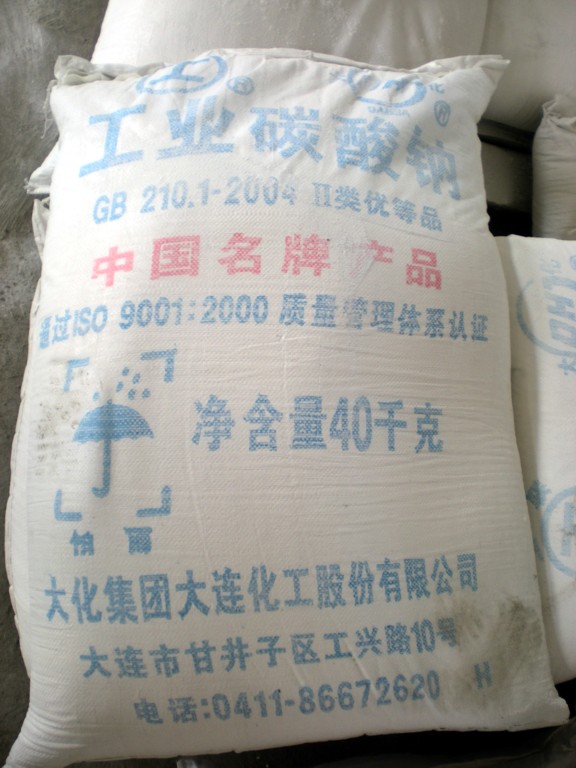 ®
DAHUA 化 ®
工业碳酸钠
GB 210.1-2004 II类优等品
中国名牌产品
通过ISO 9001:2000 质量管理体系认证
净含量40千克
怕雨
大化集团大连化工股份有限公司
大连市甘井子区工兴路10号
电话:0411-86672620 H